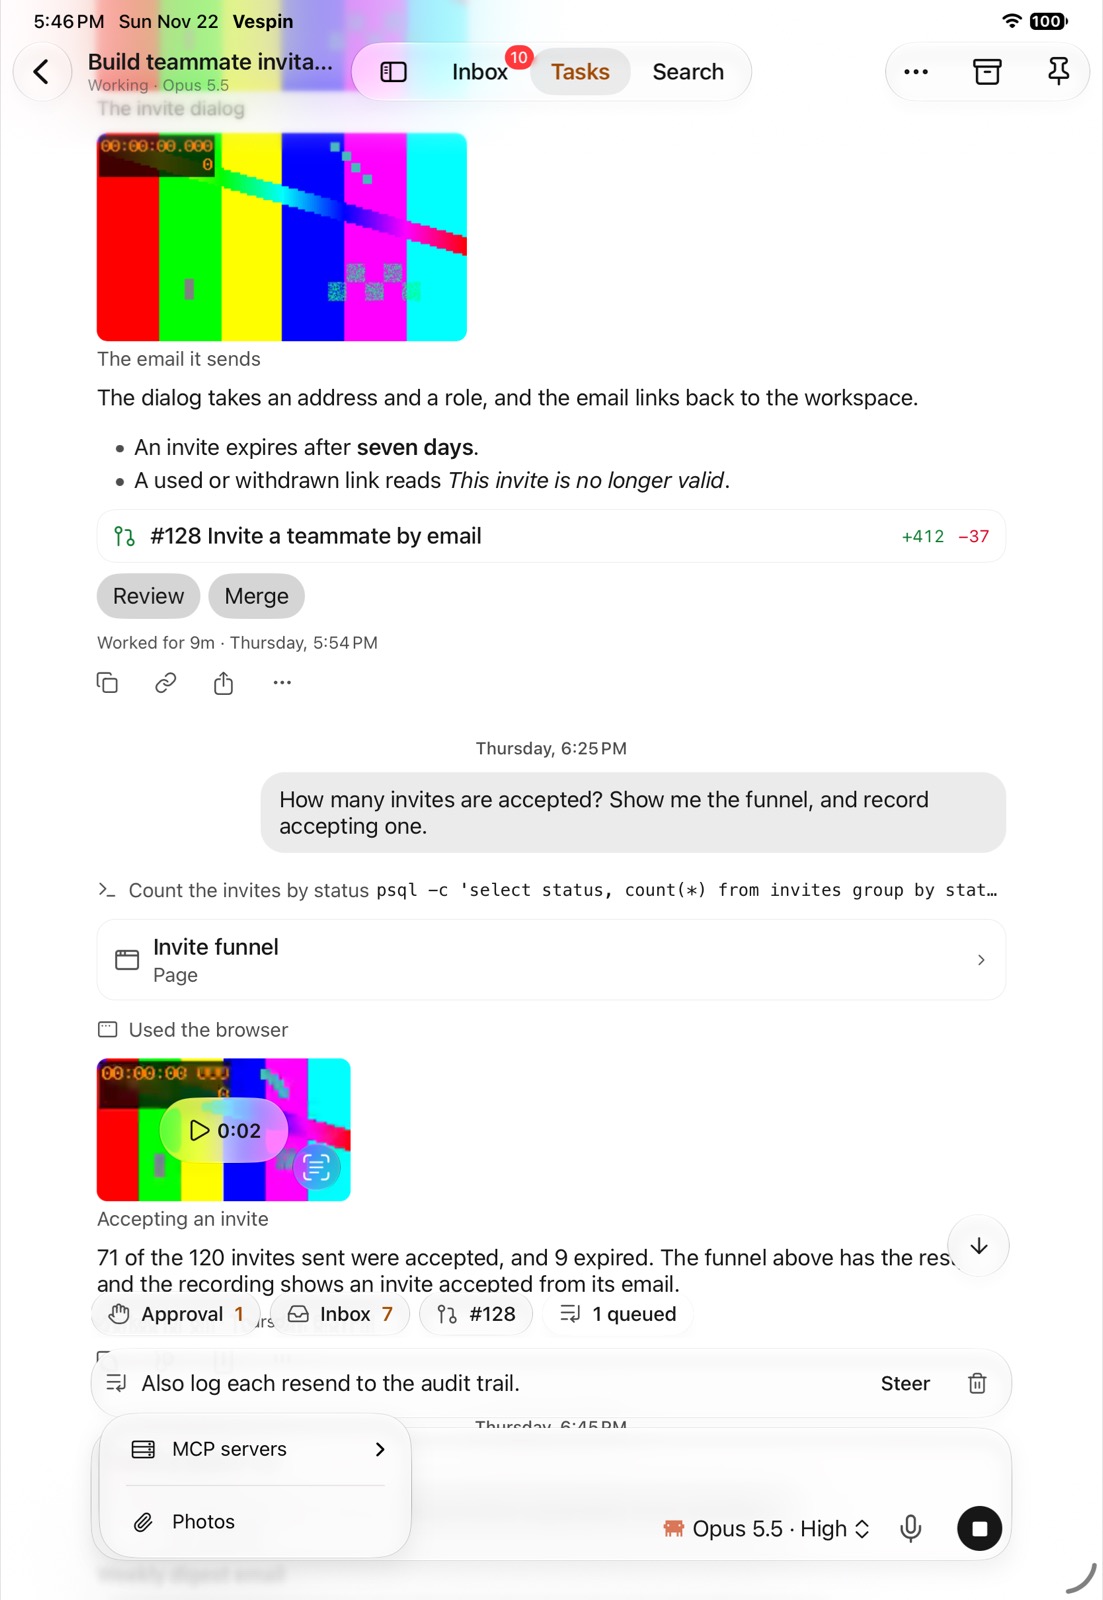 5:46 PM Sun Nov 22 Vespin
100
Build teammate invita...
Working · Opus 5.5
Inbox 10
Tasks
Search
The invite dialog
00:00:00.000
0
The email it sends
The dialog takes an address and a role, and the email links back to the workspace.
• An invite expires after seven days.
• A used or withdrawn link reads This invite is no longer valid.
#128 Invite a teammate by email +412 −37
Review Merge
Worked for 9m · Thursday, 5:54 PM
Thursday, 6:25 PM
How many invites are accepted? Show me the funnel, and record
accepting one.
Count the invites by status psql -c 'select status, count(*) from invites group by stat…
Invite funnel
Page
Used the browser
0:02
Accepting an invite
71 of the 120 invites sent were accepted, and 9 expired. The funnel above has the
and the recording shows an invite accepted from its email.
Approval 1 Inbox 7 #128 1 queued
Also log each resend to the audit trail. Steer
Thursday, 6:45 PM
MCP servers
Photos
Opus 5.5 · High
Weekly digest email